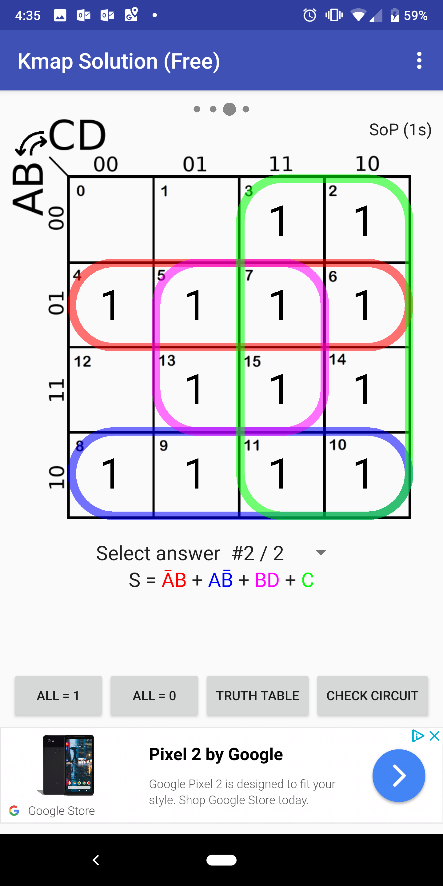 4:35
59%
Kmap Solution (Free)
SoP (1s)
CD
AB
00 01 11 10
00
0 1 3 2
1 1
01
4 5 7 6
1 1 1 1
11
12 13 15 14
1 1 1
10
8 9 11 10
1 1 1 1
Select answer #2 / 2
S = A̅B + AB̅ + BD + C
ALL = 1
ALL = 0
TRUTH TABLE
CHECK CIRCUIT
Pixel 2 by Google
Google Pixel 2 is designed to fit your
style. Shop Google Store today.
G Google Store